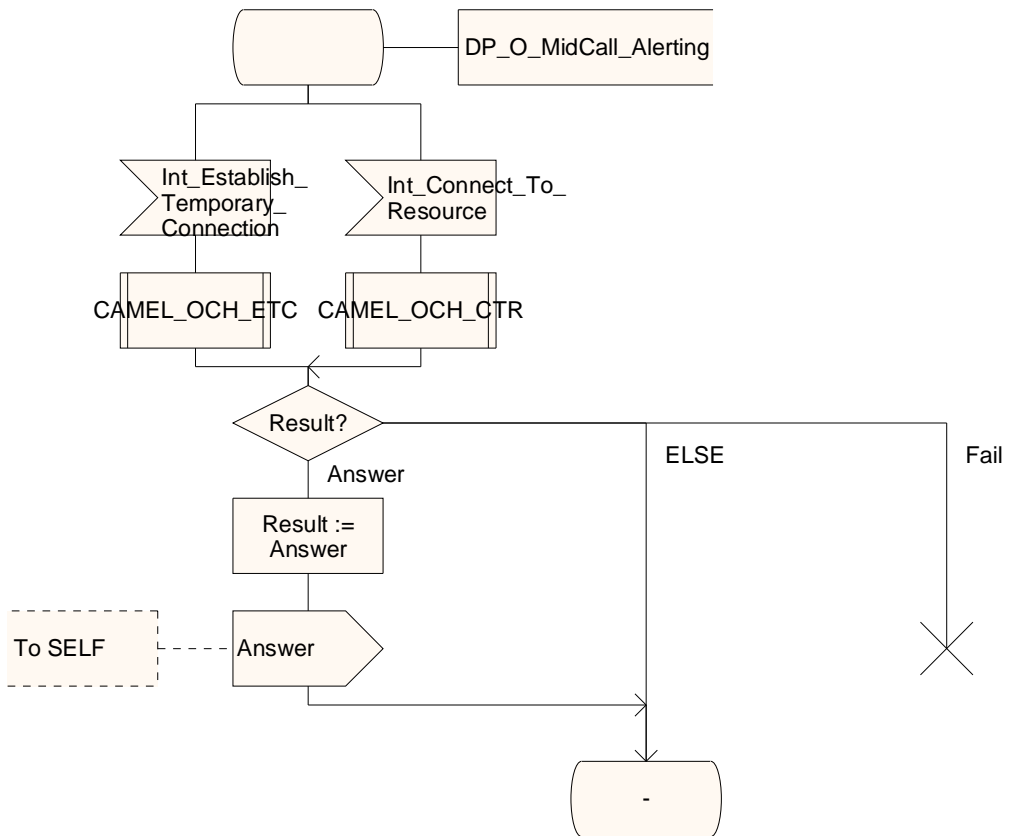 DP_O_MidCall_Alerting
Int_Establish_
Temporary_
Connection
Int_Connect_To_
Resource
CAMEL_OCH_ETC
CAMEL_OCH_CTR
Result?
ELSE
Fail
Answer
Result :=
Answer
To SELF
Answer
-